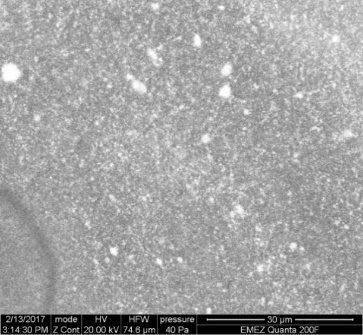 2/13/2017 mode HV HFW pressure 30 µm
3:14:30 PM Z Cont 20.00 kV 74.6 µm 40 Pa EMEZ Quanta 200F